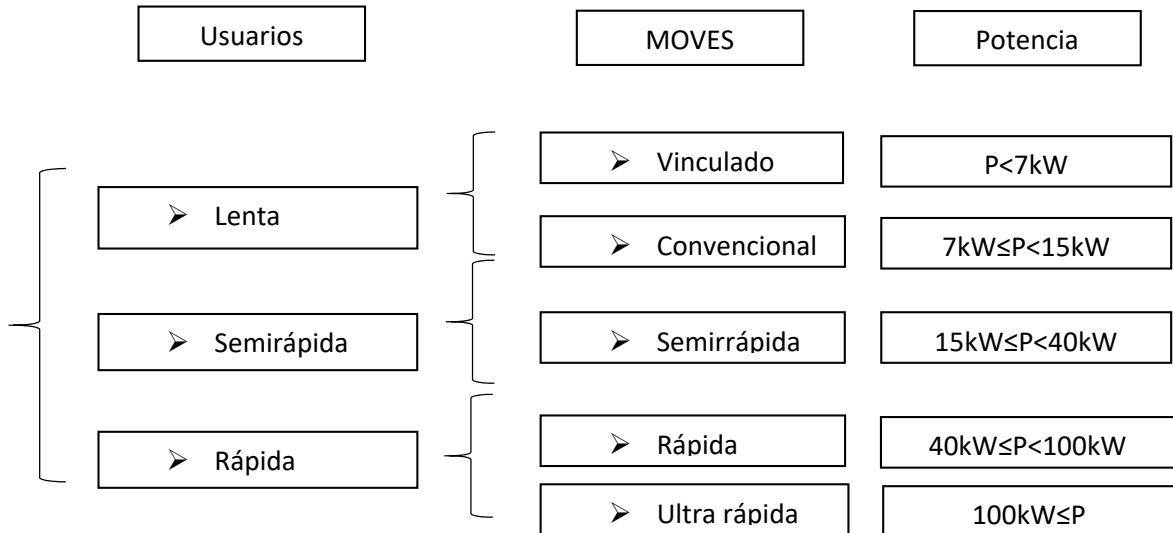 Usuarios MOVES Potencia
➢ Vinculado P<7kW
➢ Lenta
➢ Convencional 7kW≤P<15kW
➢ Semirápida ➢ Semirrápida 15kW≤P<40kW
➢ Rápida ➢ Rápida 40kW≤P<100kW
➢ Ultra rápida 100kW≤P